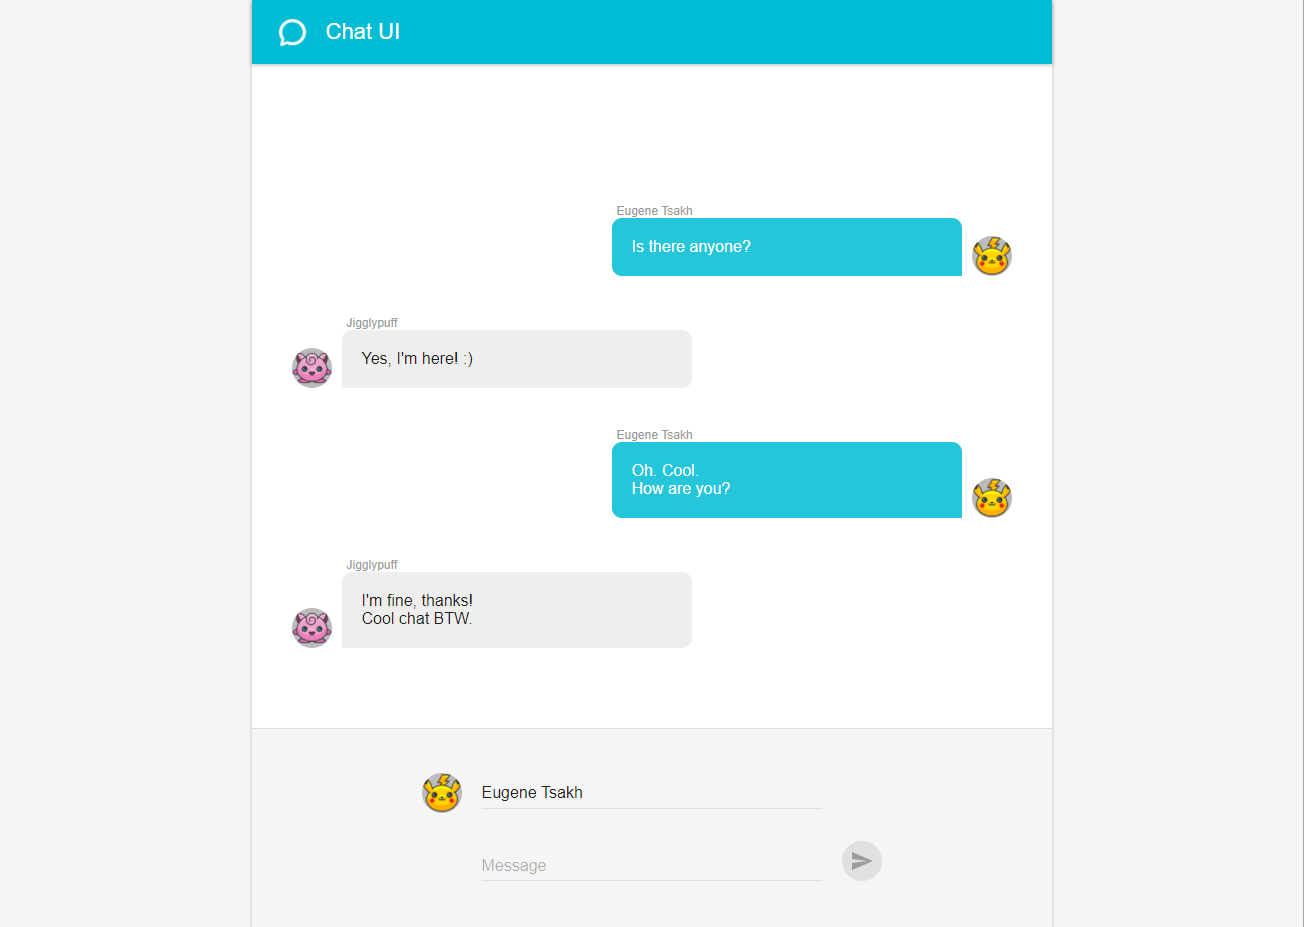 Chat UI
Eugene Tsakh
Is there anyone?
Jigglypuff
Yes, I'm here! :)
Eugene Tsakh
Oh. Cool.
How are you?
Jigglypuff
I'm fine, thanks!
Cool chat BTW.
Eugene Tsakh
Message